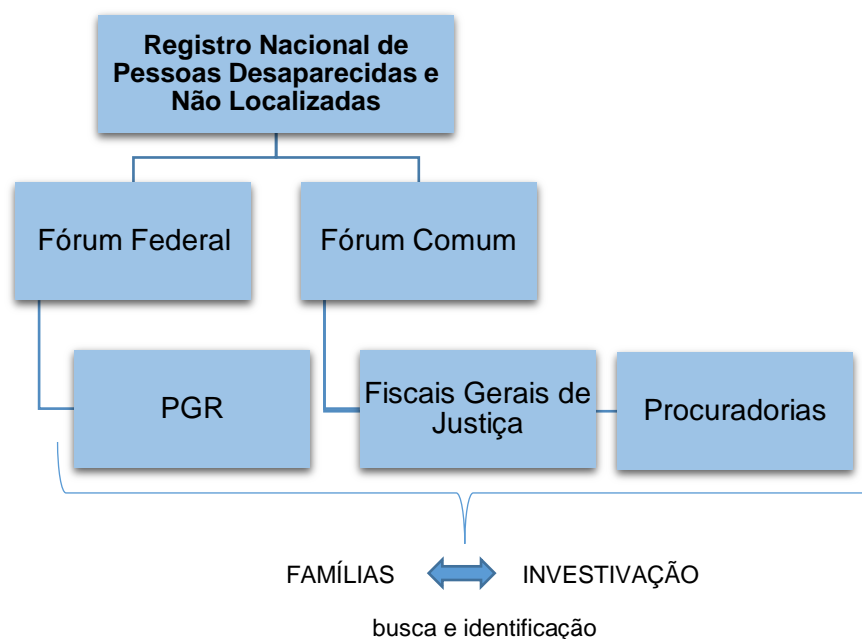 Registro Nacional de
Pessoas Desaparecidas e
Não Localizadas
Fórum Federal
Fórum Comum
PGR
Fiscais Gerais de
Justiça
Procuradorias
FAMÍLIAS
INVESTIVAÇÃO
busca e identificação